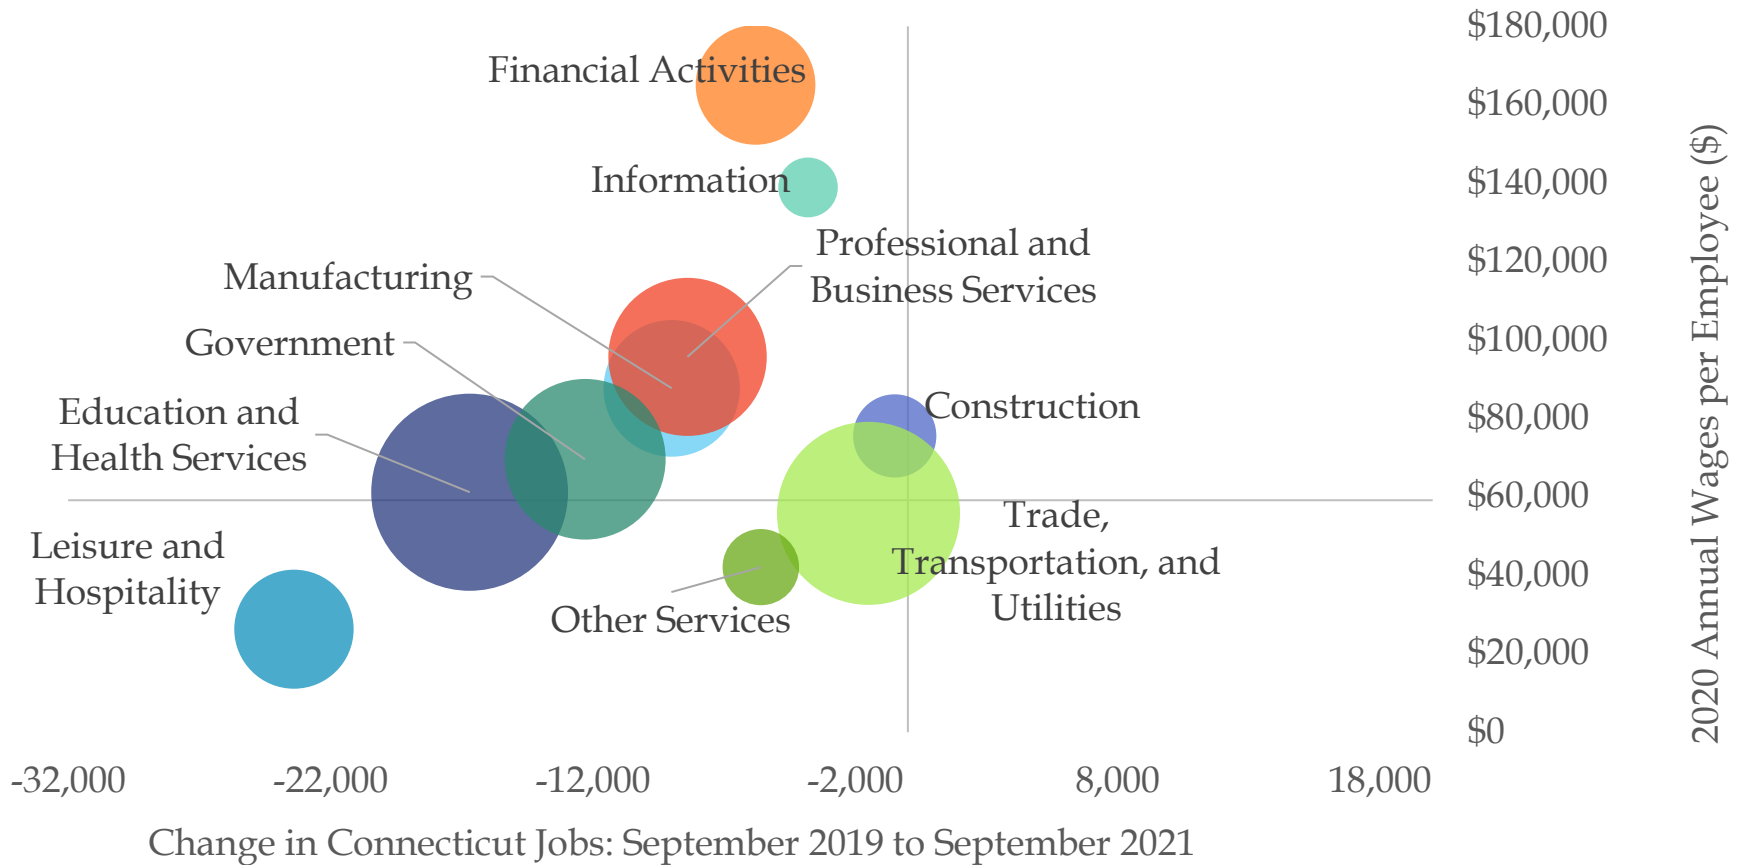 $180,000
Financial Activities
$160,000
Information
$140,000
Professional and
Business Services
$120,000
Manufacturing
Government
$100,000
Education and
Health Services
Construction
$80,000
$60,000
Trade,
Transportation, and
Utilities
Leisure and
Hospitality
$40,000
Other Services
$20,000
$0
2020 Annual Wages per Employee ($)
-32,000
-22,000
-12,000
-2,000
8,000
18,000
Change in Connecticut Jobs: September 2019 to September 2021